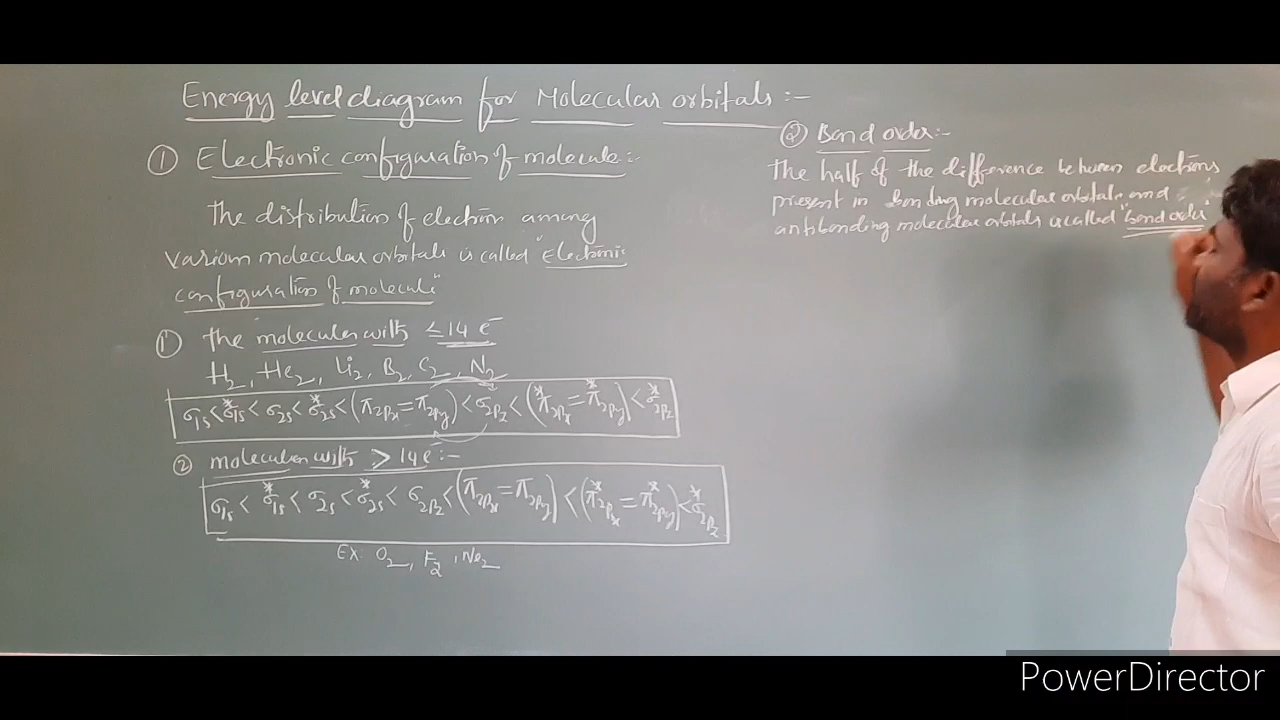 Energy level diagram for Molecular orbitals :-
① Electronic configuration of molecule :-
The distribution of electron among
various molecular orbitals is called "Electronic
configuration of molecule"
① The molecules with ≤ 14 e⁻
H₂, He₂, Li₂, B₂, C₂, N₂
σ1s < σ*1s < σ2s < σ*2s < (π2px = π2py) < σ2pz < (π*2px = π*2py) < σ*2pz
② molecules with > 14 e⁻ :-
σ1s < σ*1s < σ2s < σ*2s < σ2pz < (π2px = π2py) < (π*2px = π*2py) < σ*2pz
Ex: O₂, F₂, Ne₂
② Bond order :-
The half of the difference between electrons
present in bonding molecular orbitals and
antibonding molecular orbitals is called "bond order"
PowerDirector